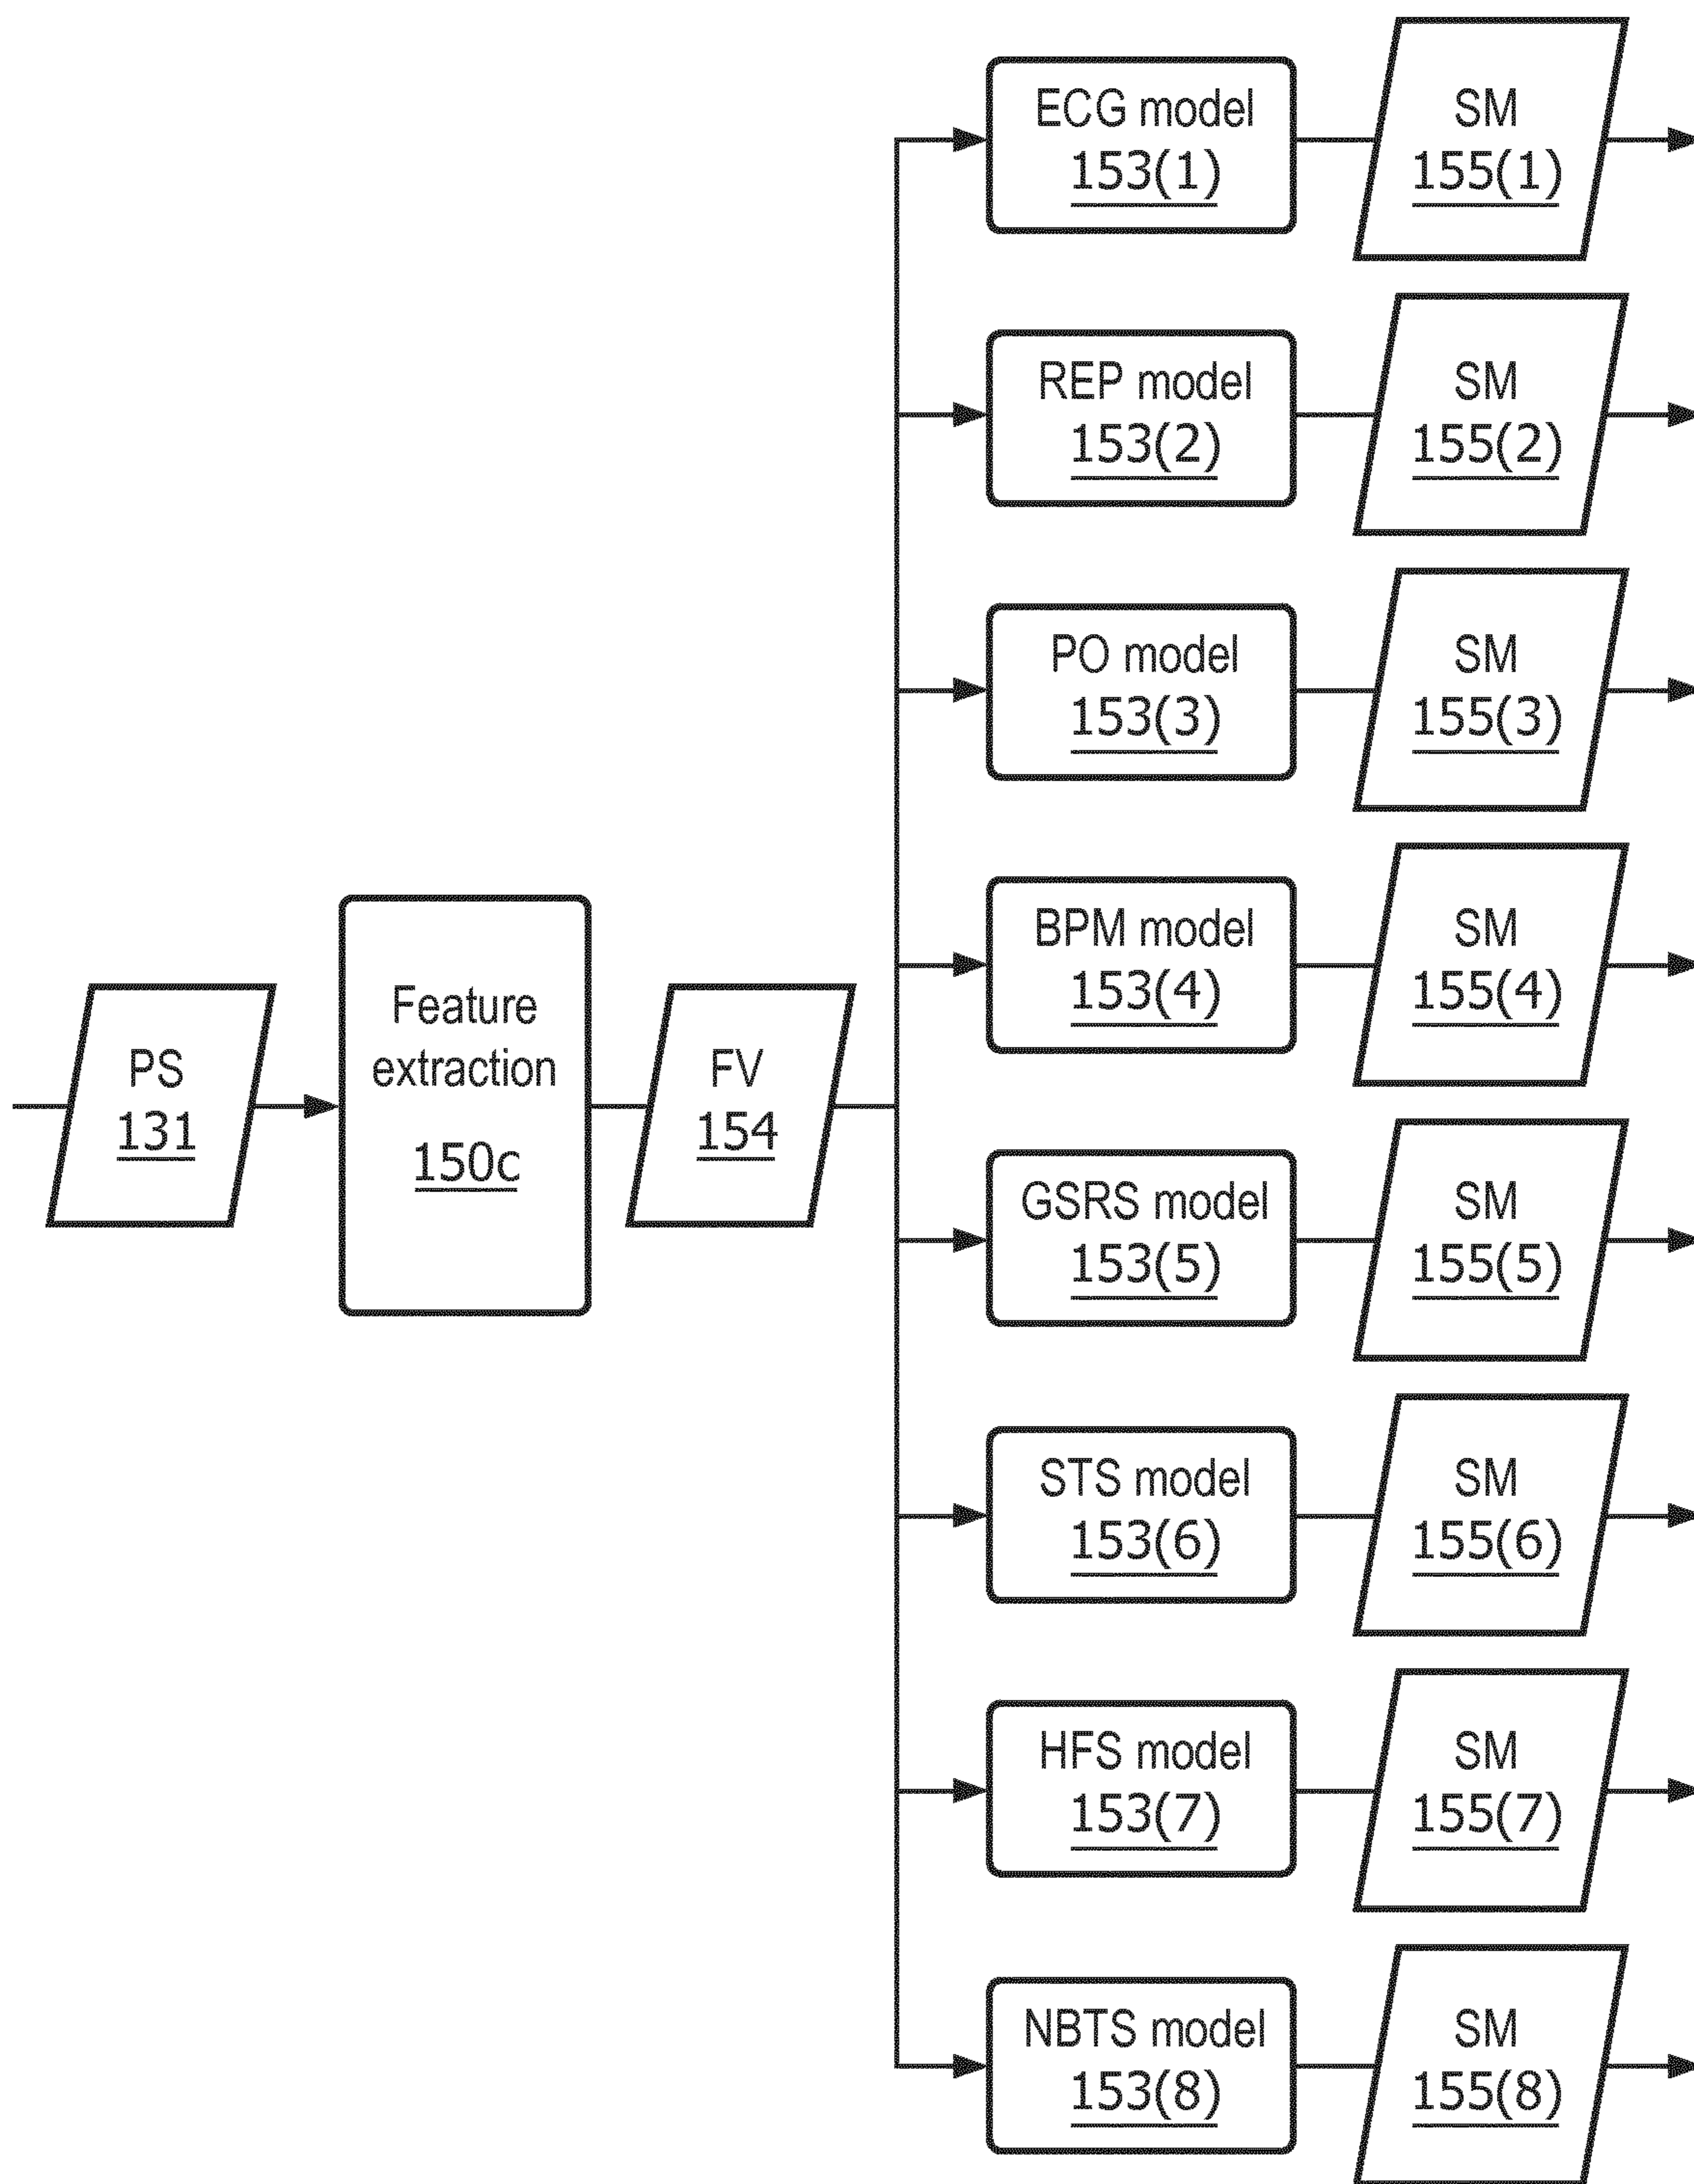 PS
131
Feature
extraction
150c
FV
154
ECG model
153(1)
SM
155(1)
REP model
153(2)
SM
155(2)
PO model
153(3)
SM
155(3)
BPM model
153(4)
SM
155(4)
GSRS model
153(5)
SM
155(5)
STS model
153(6)
SM
155(6)
HFS model
153(7)
SM
155(7)
NBTS model
153(8)
SM
155(8)